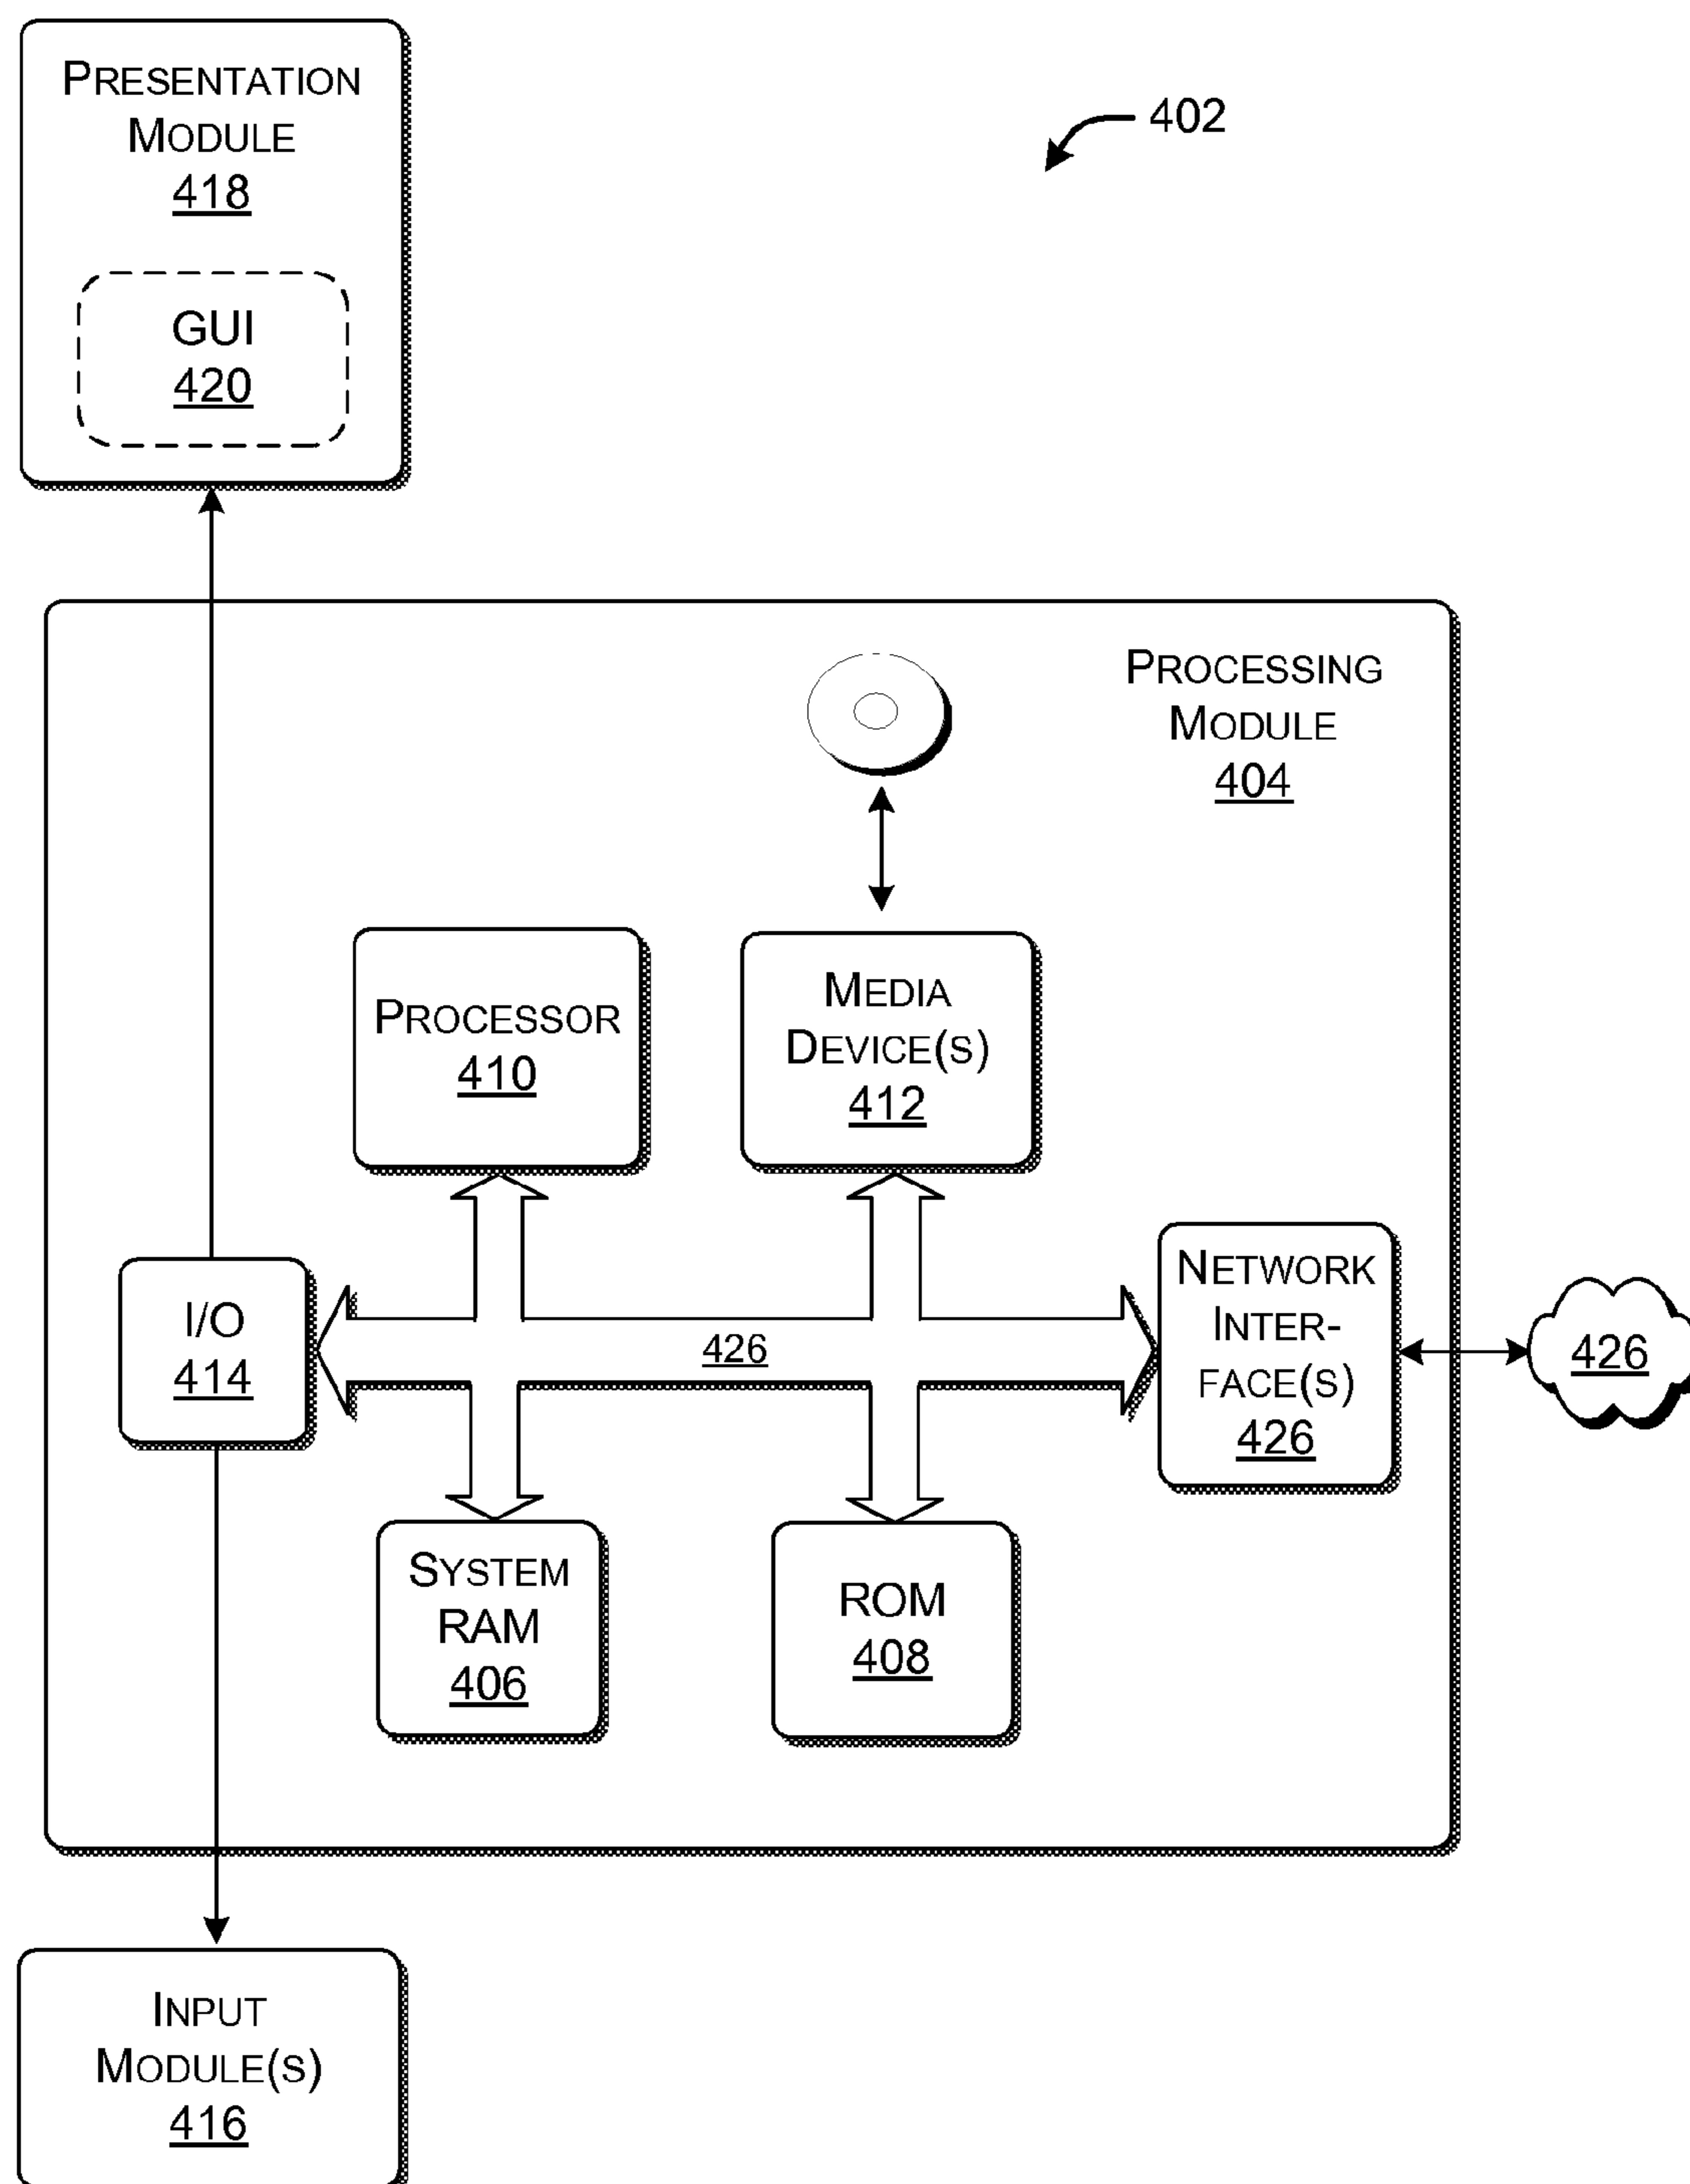 PRESENTATION
MODULE
418
GUI
420
402
PROCESSING
MODULE
404
PROCESSOR
410
MEDIA
DEVICE(S)
412
I/O
414
426
NETWORK
INTER-
FACE(S)
426
426
SYSTEM
RAM
406
ROM
408
INPUT
MODULE(S)
416